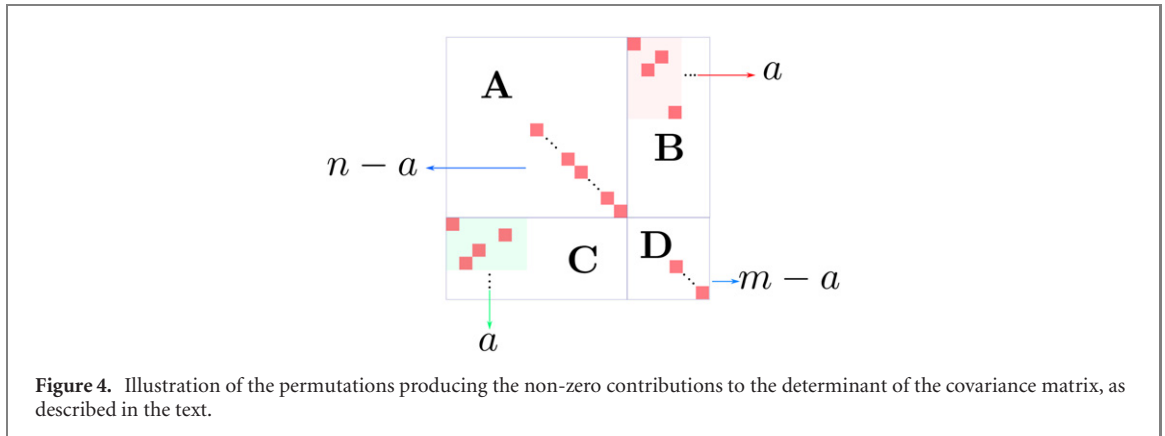 A
a
B
n − a
C
D
m − a
a
Figure 4. Illustration of the permutations producing the non-zero contributions to the determinant of the covariance matrix, as
described in the text.